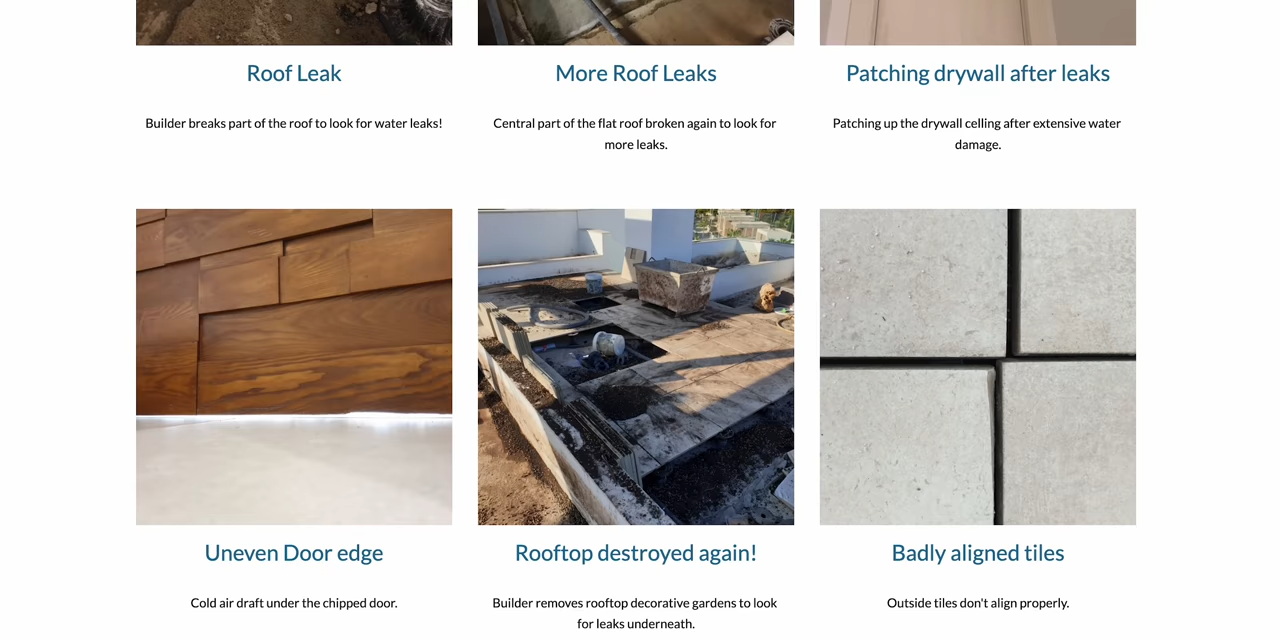 Roof Leak
More Roof Leaks
Patching drywall after leaks
Builder breaks part of the roof to look for water leaks!
Central part of the flat roof broken again to look for
more leaks.
Patching up the drywall celling after extensive water
damage.
Uneven Door edge
Rooftop destroyed again!
Badly aligned tiles
Cold air draft under the chipped door.
Builder removes rooftop decorative gardens to look
for leaks underneath.
Outside tiles don't align properly.